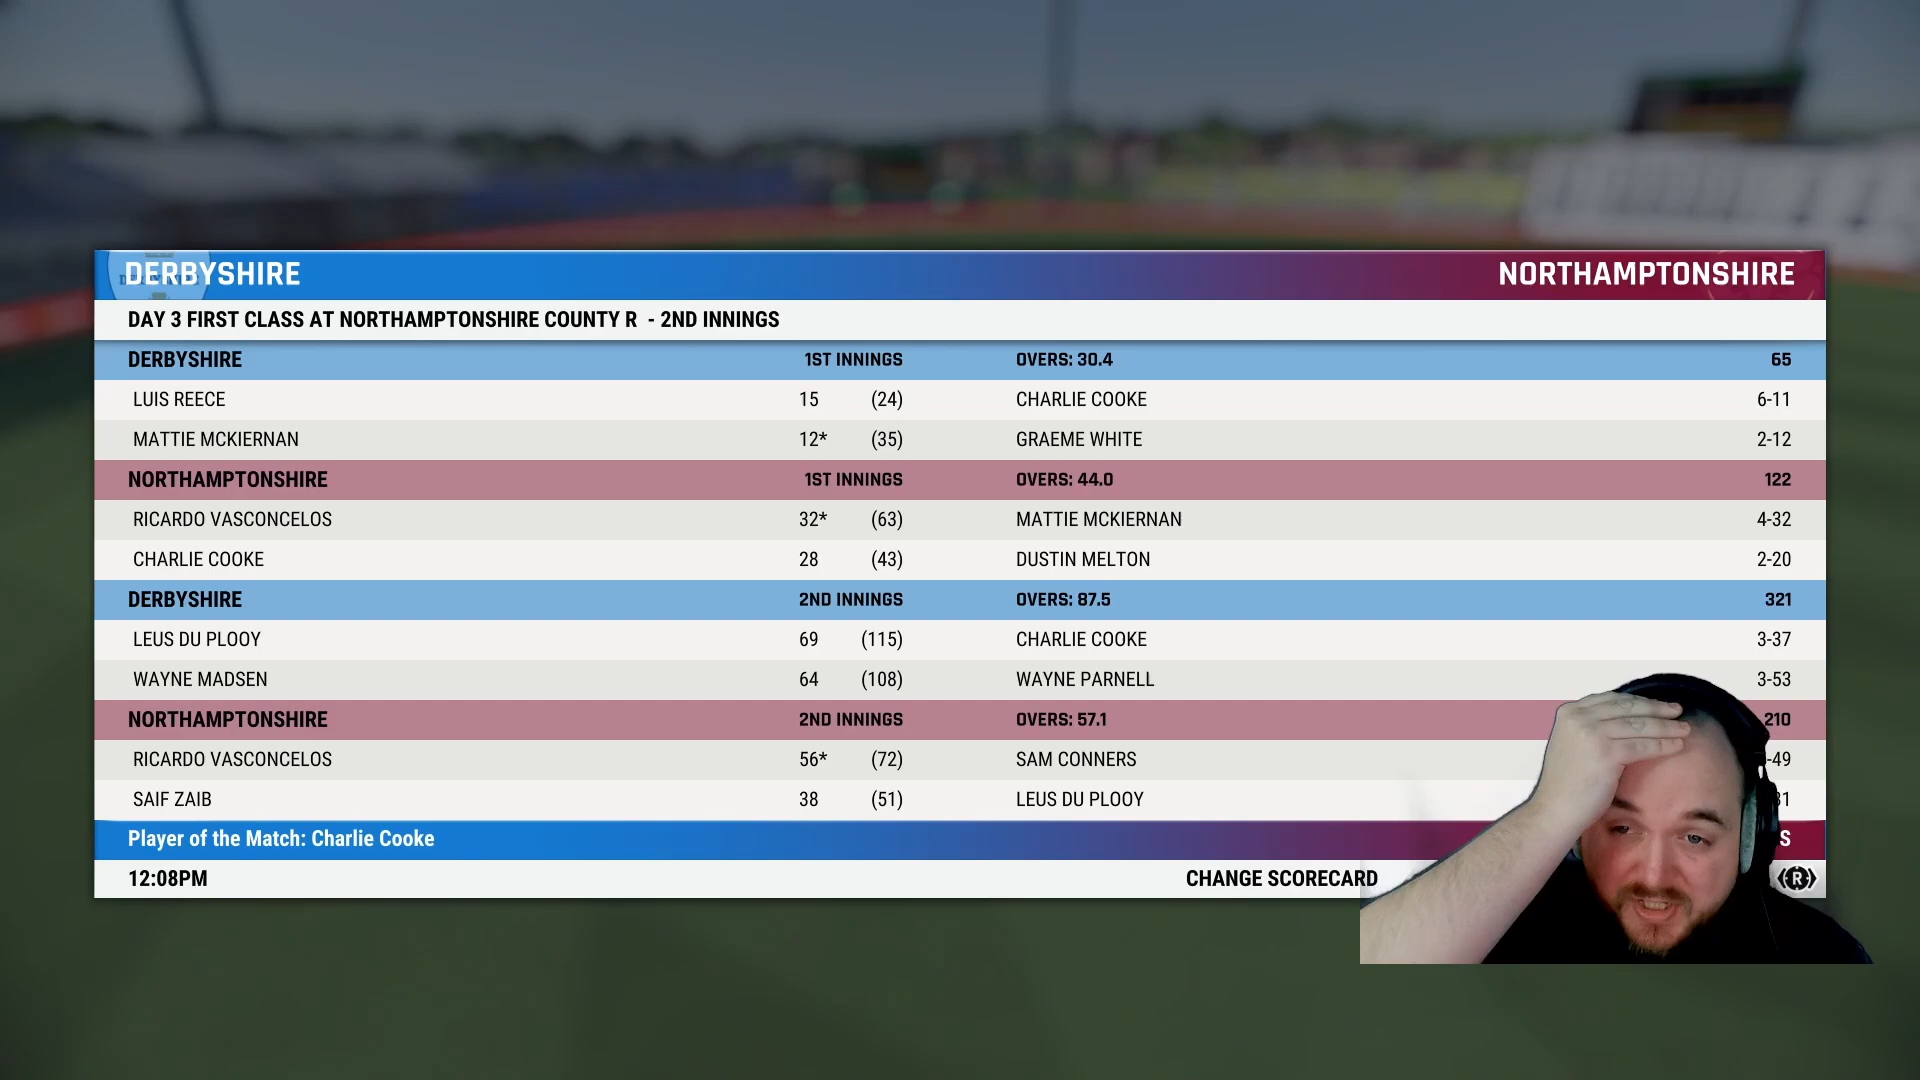 DERBYSHIRE NORTHAMPTONSHIRE
DAY 3 FIRST CLASS AT NORTHAMPTONSHIRE COUNTY R - 2ND INNINGS
DERBYSHIRE 1ST INNINGS OVERS: 30.4 65
LUIS REECE 15 (24) CHARLIE COOKE 6-11
MATTIE MCKIERNAN 12* (35) GRAEME WHITE 2-12
NORTHAMPTONSHIRE 1ST INNINGS OVERS: 44.0 122
RICARDO VASCONCELOS 32* (63) MATTIE MCKIERNAN 4-32
CHARLIE COOKE 28 (43) DUSTIN MELTON 2-20
DERBYSHIRE 2ND INNINGS OVERS: 87.5 321
LEUS DU PLOOY 69 (115) CHARLIE COOKE 3-37
WAYNE MADSEN 64 (108) WAYNE PARNELL 3-53
NORTHAMPTONSHIRE 2ND INNINGS OVERS: 57.1 210
RICARDO VASCONCELOS 56* (72) SAM CONNERS -49
SAIF ZAIB 38 (51) LEUS DU PLOOY
Player of the Match: Charlie Cooke S
12:08PM CHANGE SCORECARD R